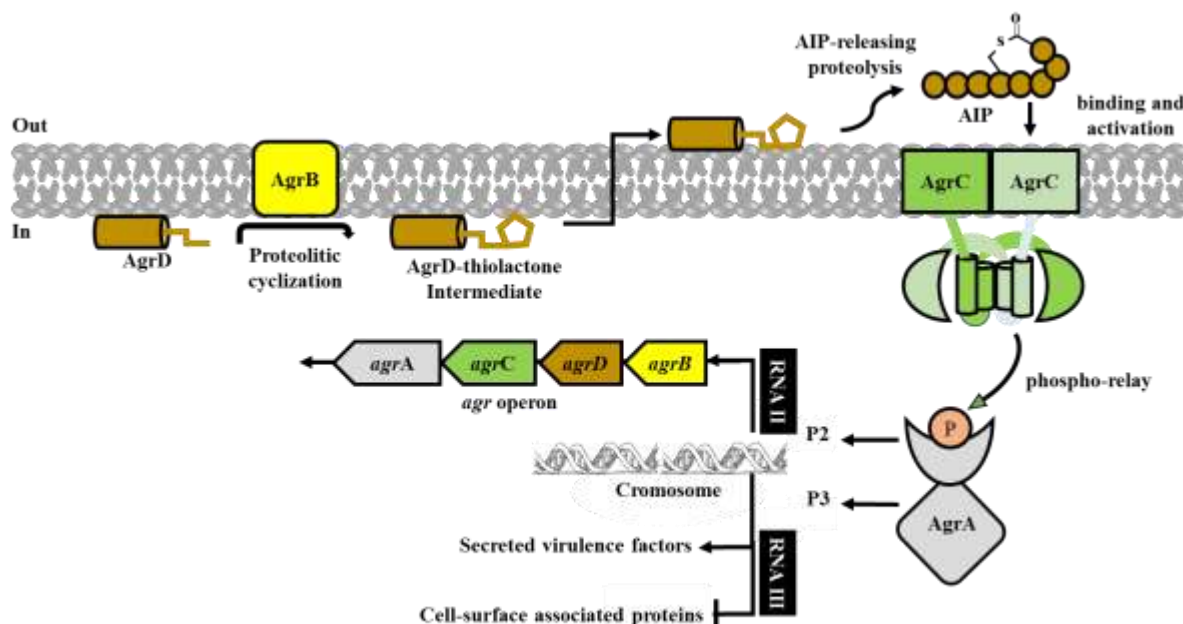 O
S
AIP-releasing
proteolysis
AIP
binding and
activation
Out
AgrB
AgrC
AgrC
In
AgrD
Proteolitic
cyclization
AgrD-thiolactone
Intermediate
agrA
agrC
agrD
agrB
agr operon
RNA II
phospho-relay
P
P2
Cromosome
P3
AgrA
Secreted virulence factors
RNA III
Cell-surface associated proteins